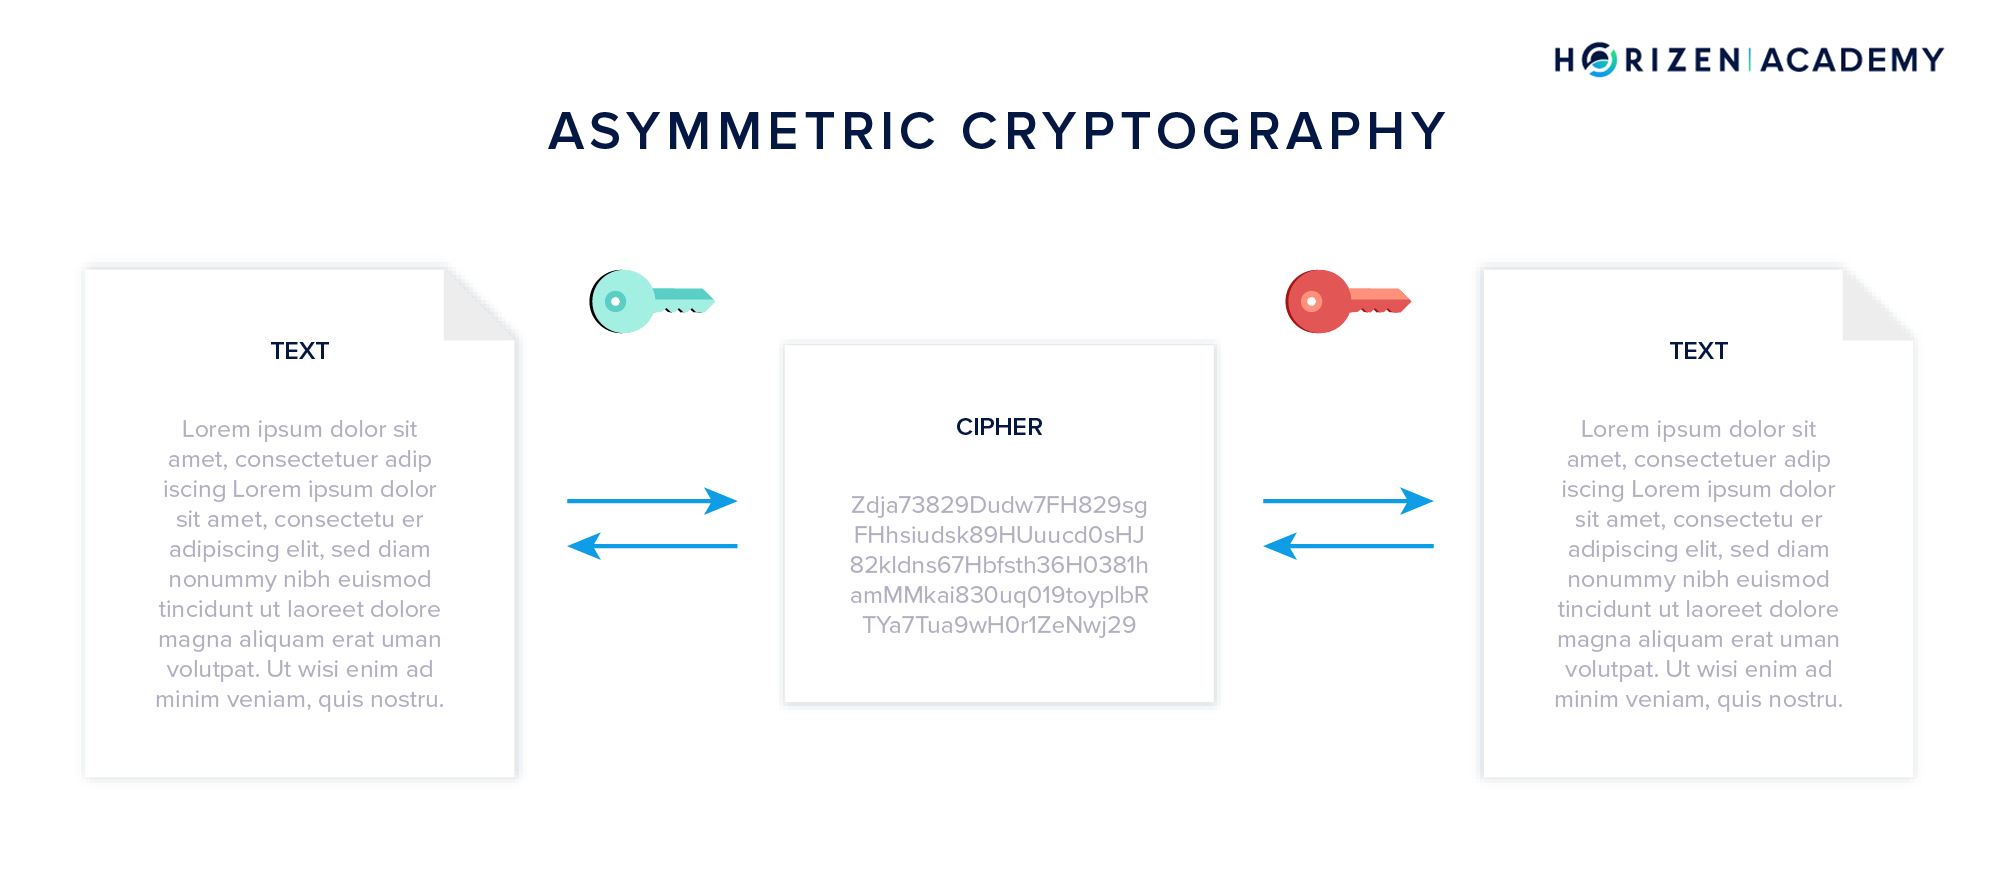 HORIZEN | ACADEMY
ASYMMETRIC CRYPTOGRAPHY
TEXT
Lorem ipsum dolor sit
amet, consectetuer adip
iscing Lorem ipsum dolor
sit amet, consectetu er
adipiscing elit, sed diam
nonummy nibh euismod
tincidunt ut laoreet dolore
magna aliquam erat uman
volutpat. Ut wisi enim ad
minim veniam, quis nostru.
CIPHER
Zdja73829Dudw7FH829sg
FHhsiudsk89HUuucd0sHJ
82kldns67Hbfsth36H0381h
amMMkai830uq019toyplbR
TYa7Tua9wH0r1ZeNwj29
TEXT
Lorem ipsum dolor sit
amet, consectetuer adip
iscing Lorem ipsum dolor
sit amet, consectetu er
adipiscing elit, sed diam
nonummy nibh euismod
tincidunt ut laoreet dolore
magna aliquam erat uman
volutpat. Ut wisi enim ad
minim veniam, quis nostru.